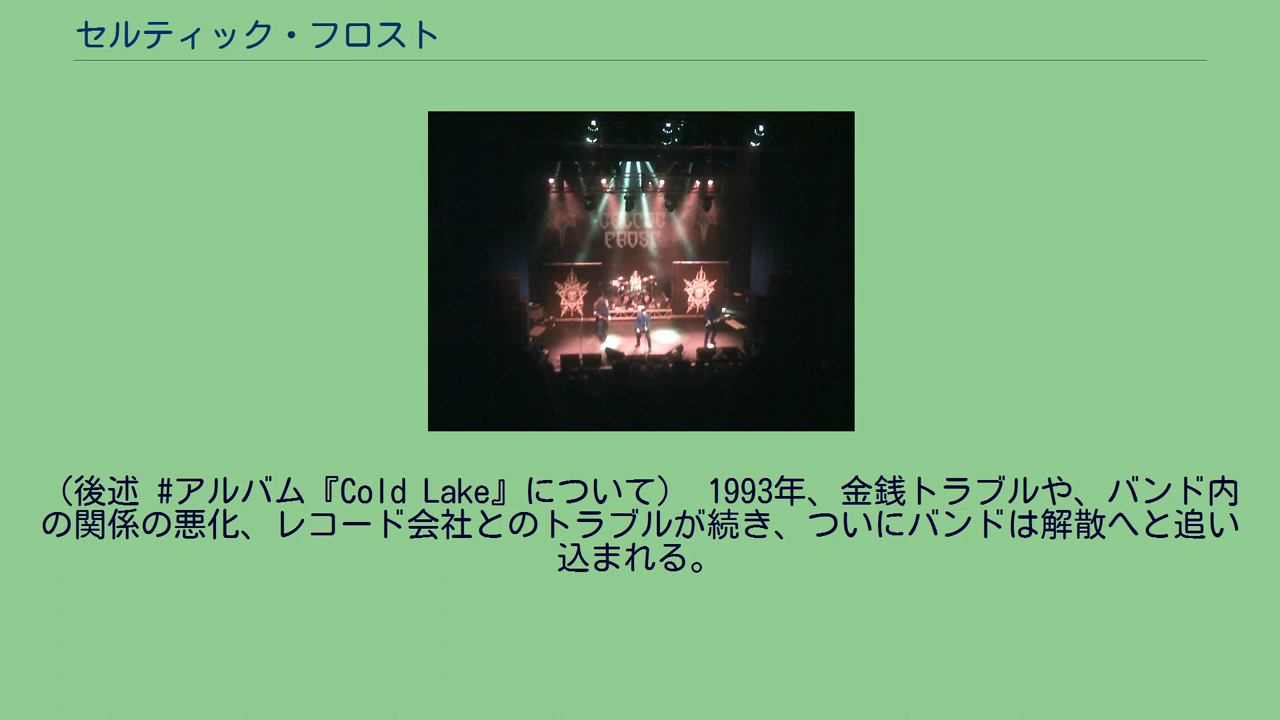 セルティック・フロスト
CELTIC
FROST
（後述 #アルバム『Cold Lake』について） 1993年、金銭トラブルや、バンド内
の関係の悪化、レコード会社とのトラブルが続き、ついにバンドは解散へと追い
込まれる。